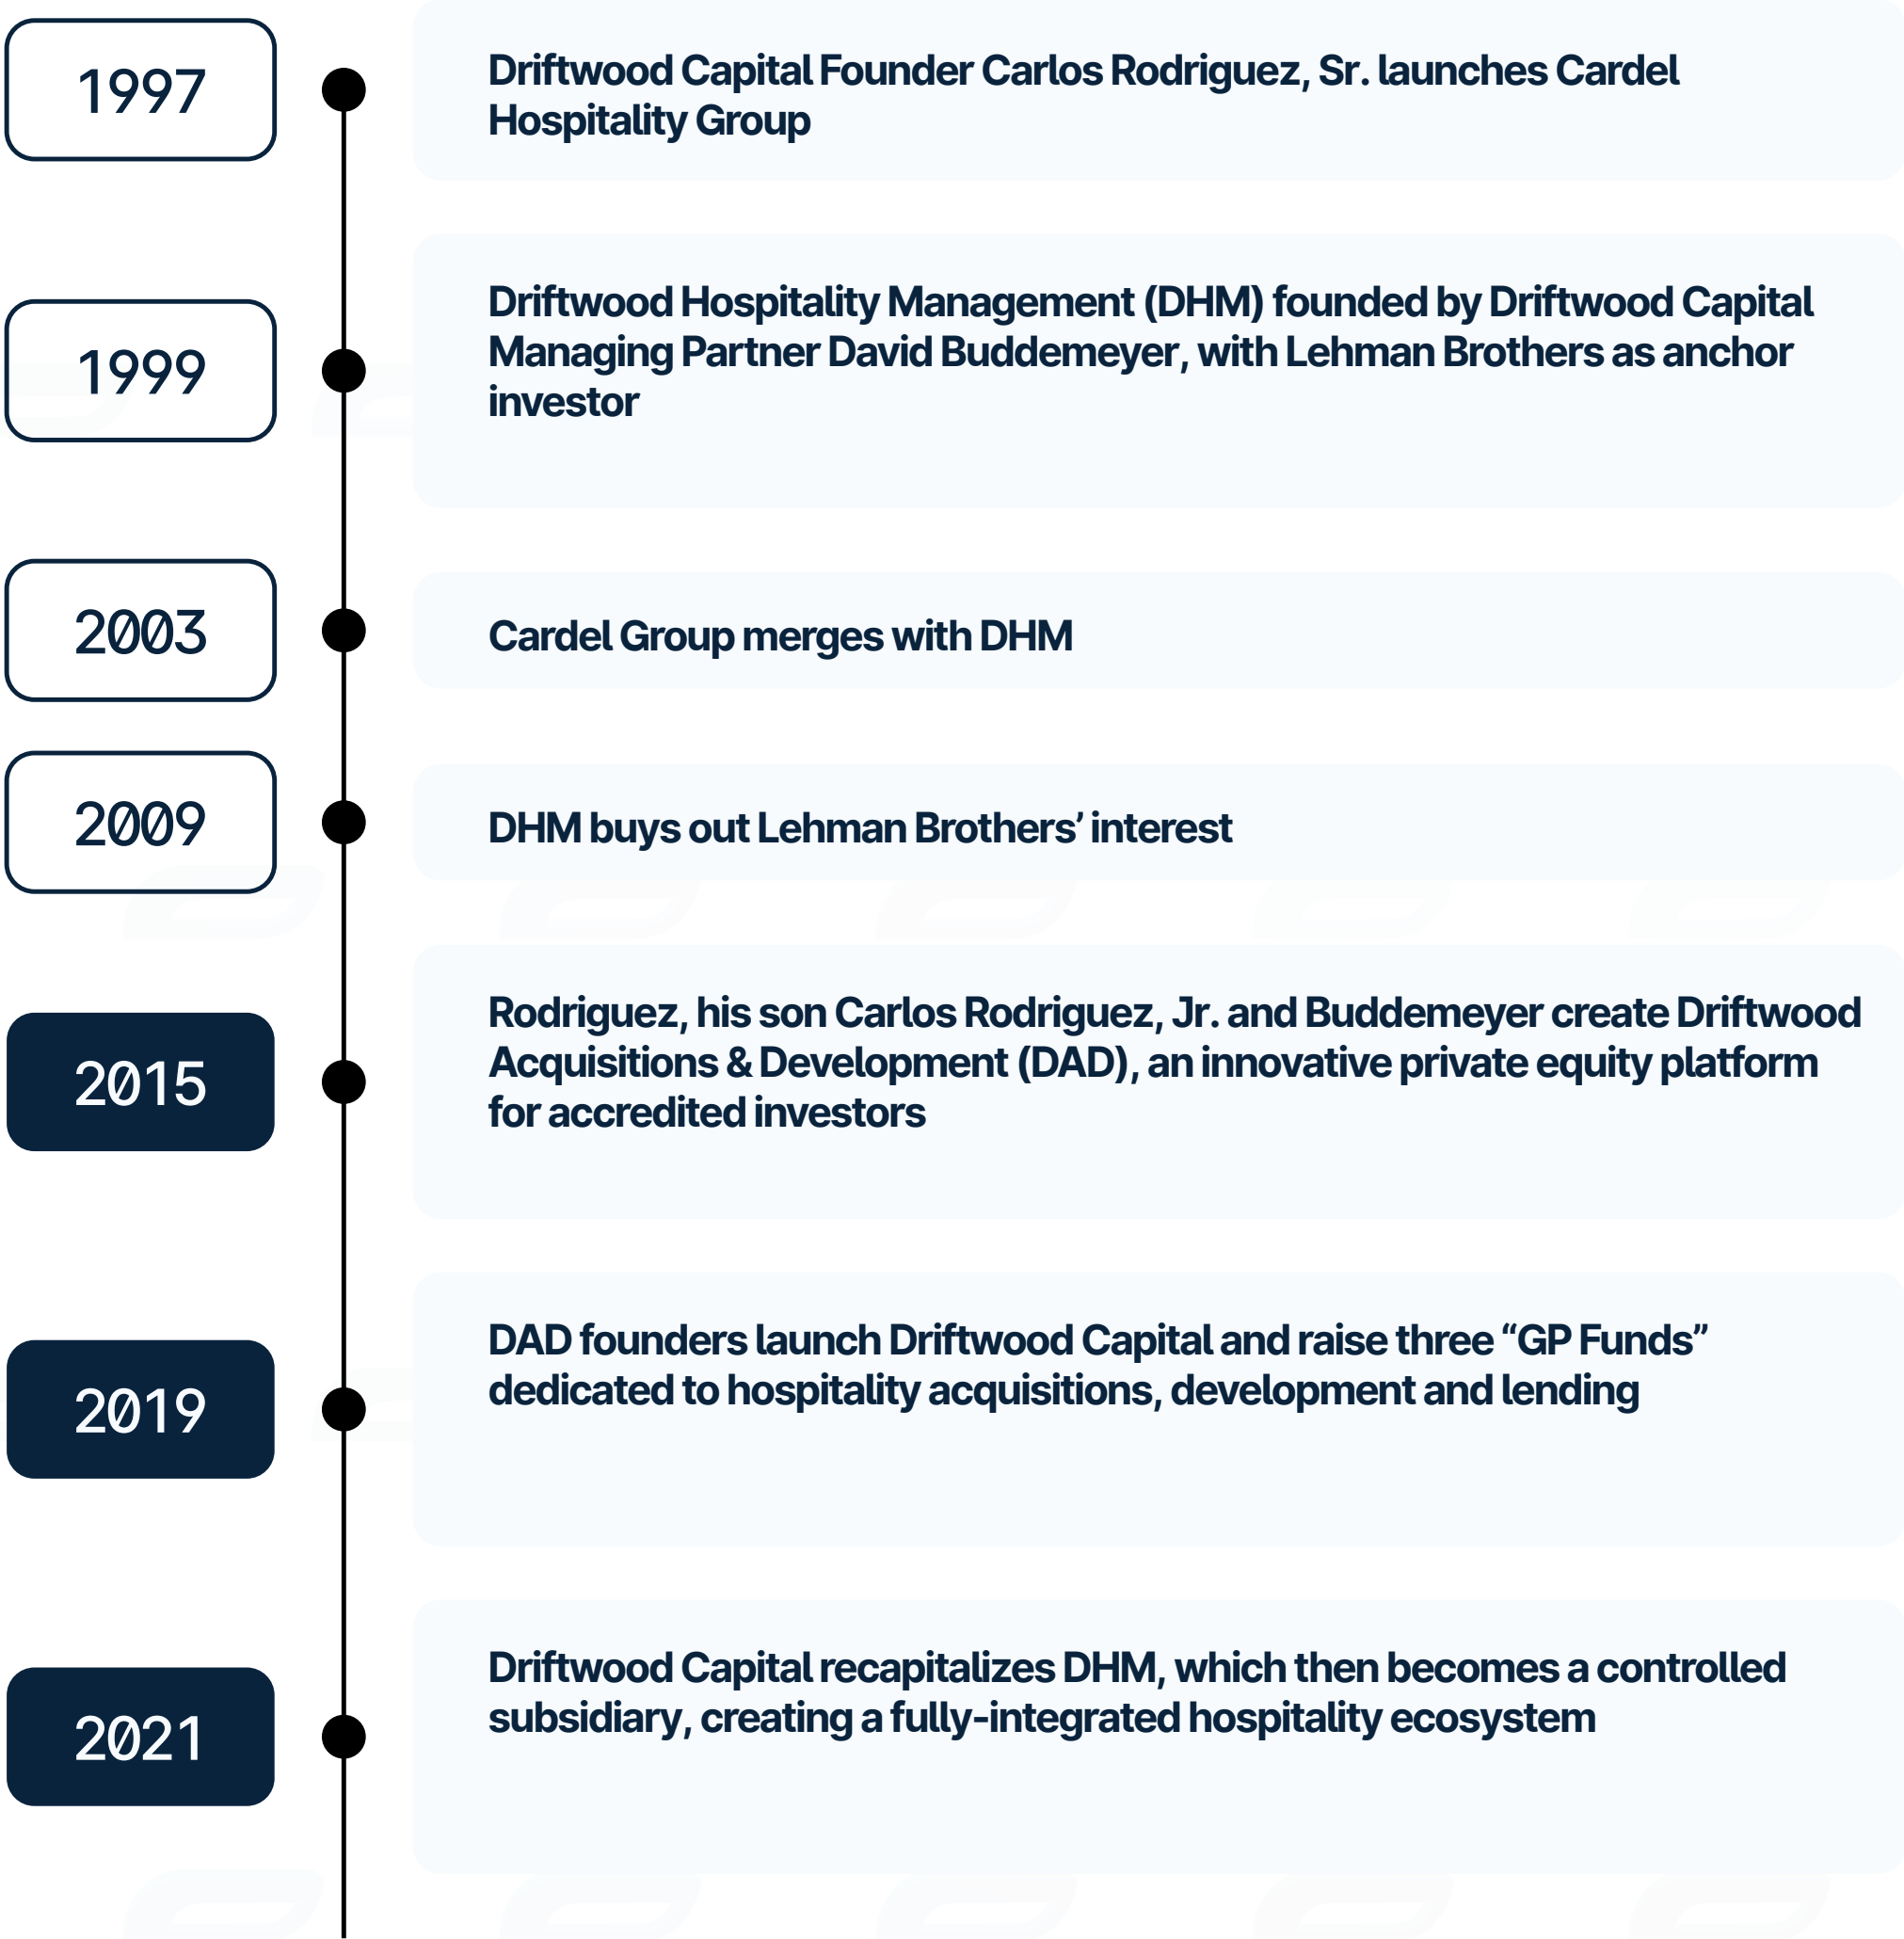 1997
Driftwood Capital Founder Carlos Rodriguez, Sr. launches Cardel
Hospitality Group
1999
Driftwood Hospitality Management (DHM) founded by Driftwood Capital
Managing Partner David Buddemeyer, with Lehman Brothers as anchor
investor
2003
Cardel Group merges with DHM
2009
DHM buys out Lehman Brothers’ interest
2015
Rodriguez, his son Carlos Rodriguez, Jr. and Buddemeyer create Driftwood
Acquisitions & Development (DAD), an innovative private equity platform
for accredited investors
2019
DAD founders launch Driftwood Capital and raise three “GP Funds”
dedicated to hospitality acquisitions, development and lending
2021
Driftwood Capital recapitalizes DHM, which then becomes a controlled
subsidiary, creating a fully-integrated hospitality ecosystem